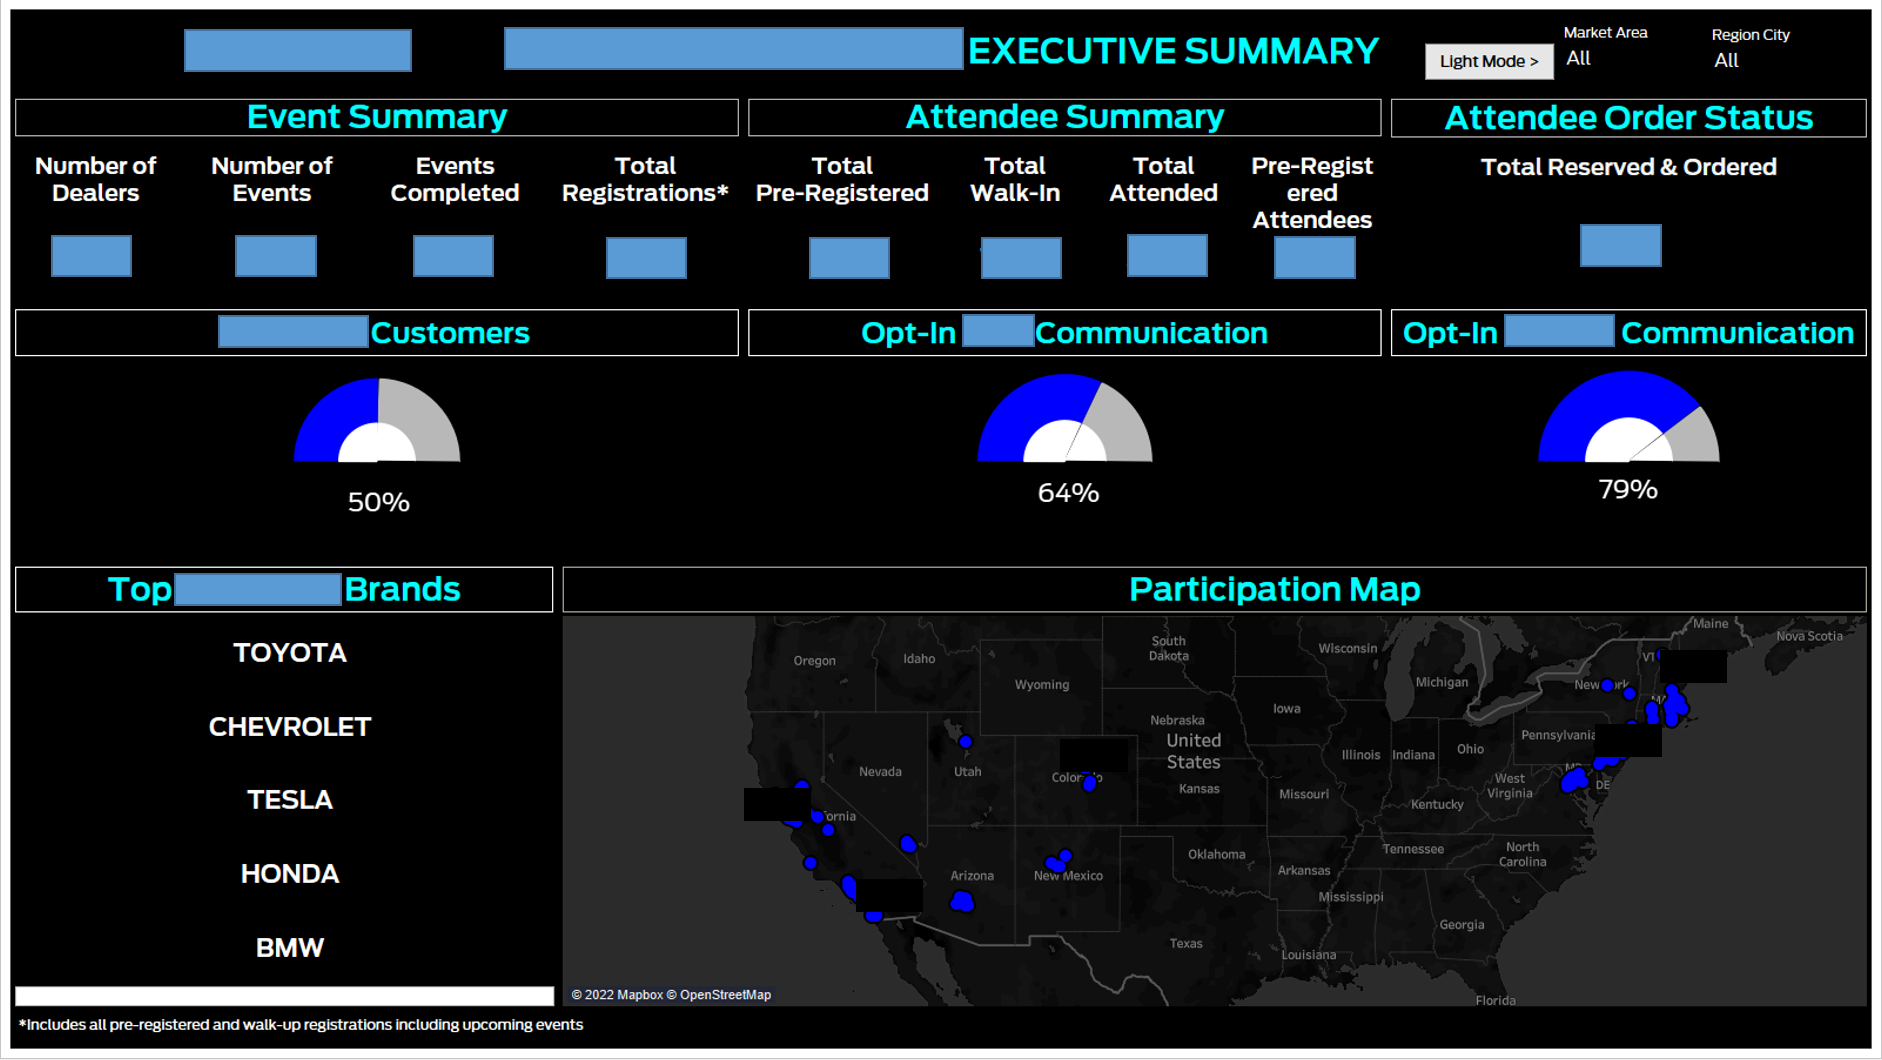 EXECUTIVE SUMMARY
Light Mode >
Market Area
All
Region City
All
Event Summary
Attendee Summary
Attendee Order Status
Number of
Dealers
Number of
Events
Events
Completed
Total
Registrations*
Total
Pre-Registered
Total
Walk-In
Total
Attended
Pre-Regist
ered
Attendees
Total Reserved & Ordered
Customers
Opt-In Communication
Opt-In Communication
50%
64%
79%
Top Brands
Participation Map
TOYOTA
CHEVROLET
TESLA
HONDA
BMW
Maine
Nova Scotia
South
Dakota
Wisconsin
Oregon
Idaho
VT
Wyoming
Michigan
New York
Iowa
MA
Nebraska
United
States
Pennsylvania
Illinois
Indiana
Ohio
Nevada
Utah
Colorado
Kansas
MD
West
Virginia
DE
Missouri
Kentucky
ornia
Tennessee
North
Carolina
Oklahoma
Arkansas
Arizona
New Mexico
Mississippi
Georgia
Texas
Louisiana
Florida
© 2022 Mapbox © OpenStreetMap
*Includes all pre-registered and walk-up registrations including upcoming events